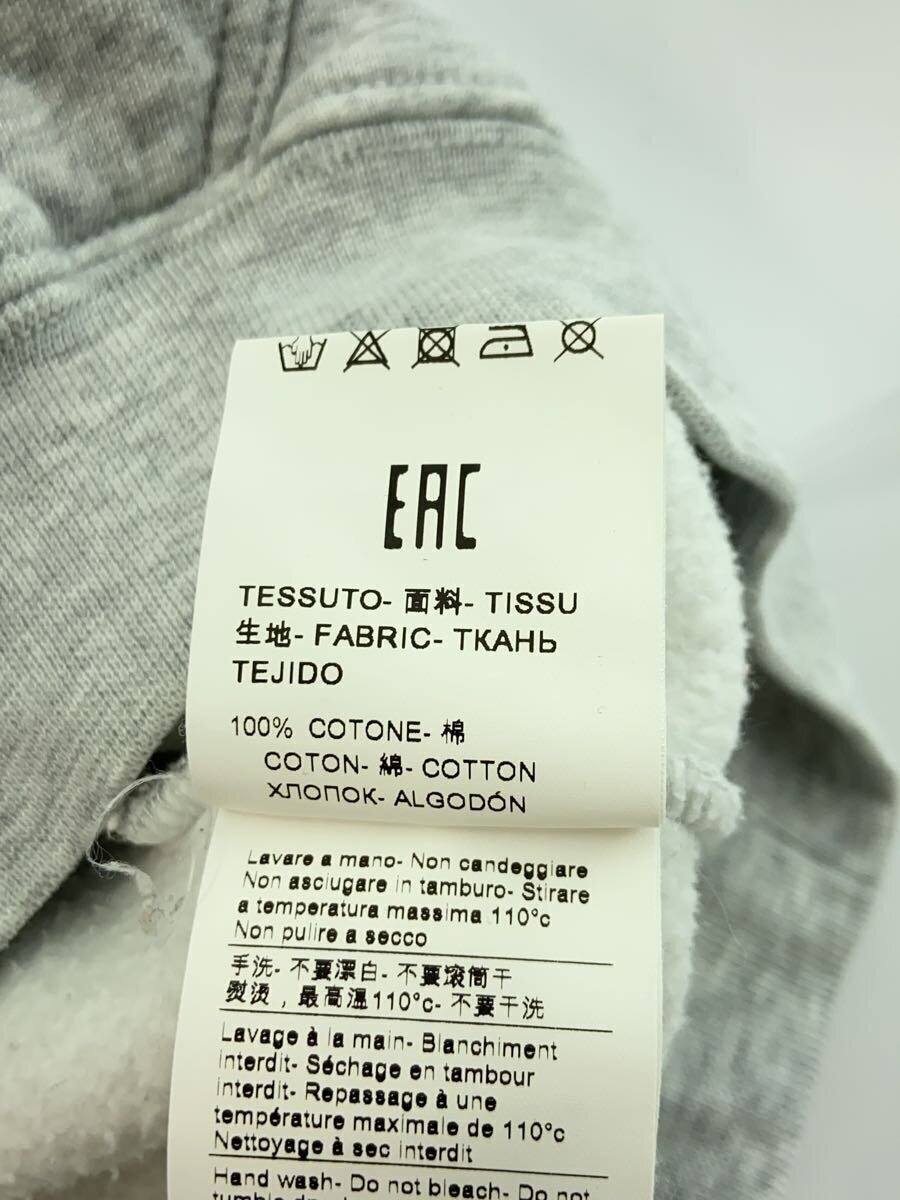 EAC
TESSUTO- 面料- TISSU
生地- FABRIC- ТКАНЬ
TEJIDO
100% COTONE- 棉
COTON- 綿- COTTON
ХЛОПОК- ALGODÓN
Lavare a mano- Non candeggiare
Non asciugare in tamburo- Stirare
a temperatura massima 110°c
Non pulire a secco
手洗- 不要漂白- 不要滚筒干
熨烫，最高温110°c- 不要干洗
Lavage à la main- Blanchiment
interdit- Séchage en tambour
interdit- Repassage à une
température maximale de 110°c
Nettoyage à sec interdit
Hand wash- Do not bleach- Do not
tumble